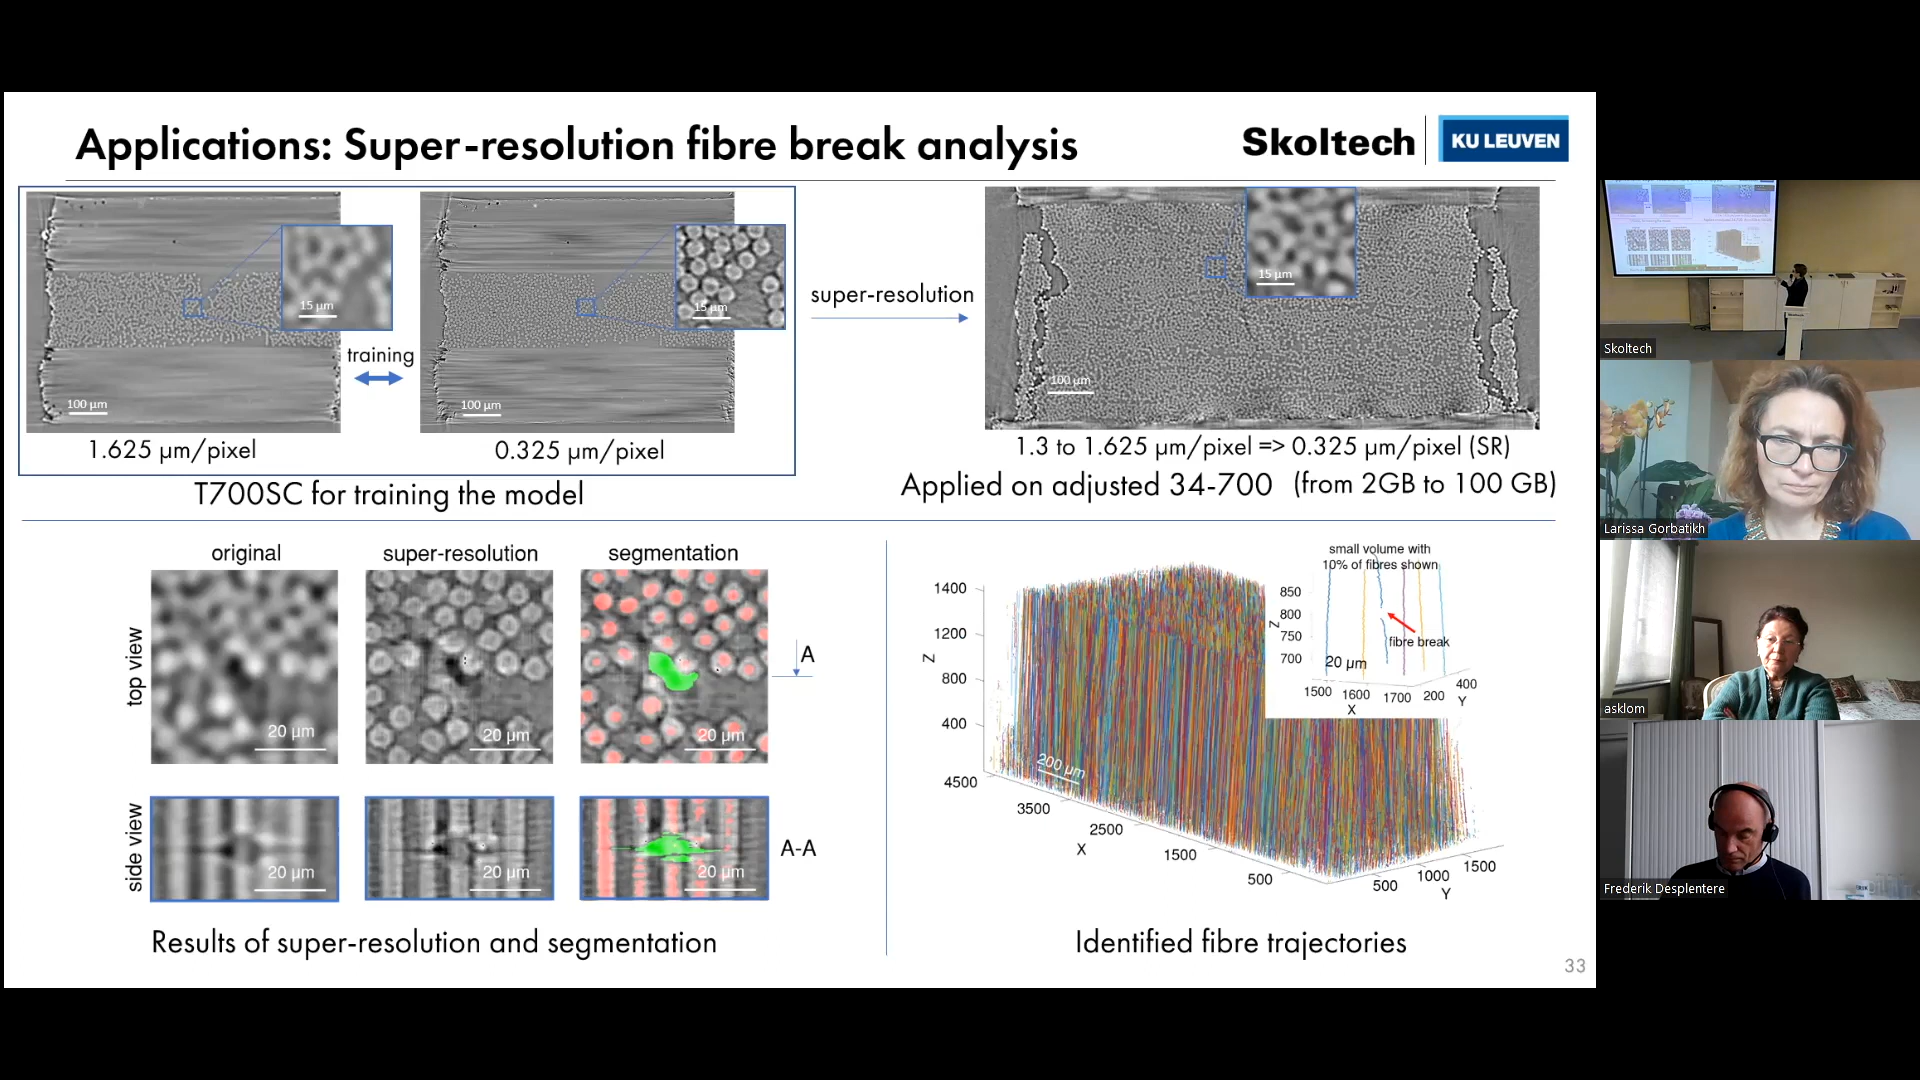 Applications: Super-resolution fibre break analysis
Skoltech
KU LEUVEN
15 µm
15 µm
training
100 µm
100 µm
1.625 µm/pixel
0.325 µm/pixel
T700SC for training the model
super-resolution
15 µm
100 µm
1.3 to 1.625 µm/pixel => 0.325 µm/pixel (SR)
Applied on adjusted 34-700 (from 2GB to 100 GB)
original
super-resolution
segmentation
top view
20 µm
20 µm
20 µm
A
side view
20 µm
20 µm
20 µm
A-A
Results of super-resolution and segmentation
small volume with
10% of fibres shown
850
800
750
700
Z
fibre break
20 µm
1500
1600
1700
200
400
X
Y
1400
1200
800
400
Z
200 µm
4500
3500
2500
1500
500
X
500
1000
1500
Y
Identified fibre trajectories
33
Skoltech
Larissa Gorbatikh
asklom
Frederik Desplentere